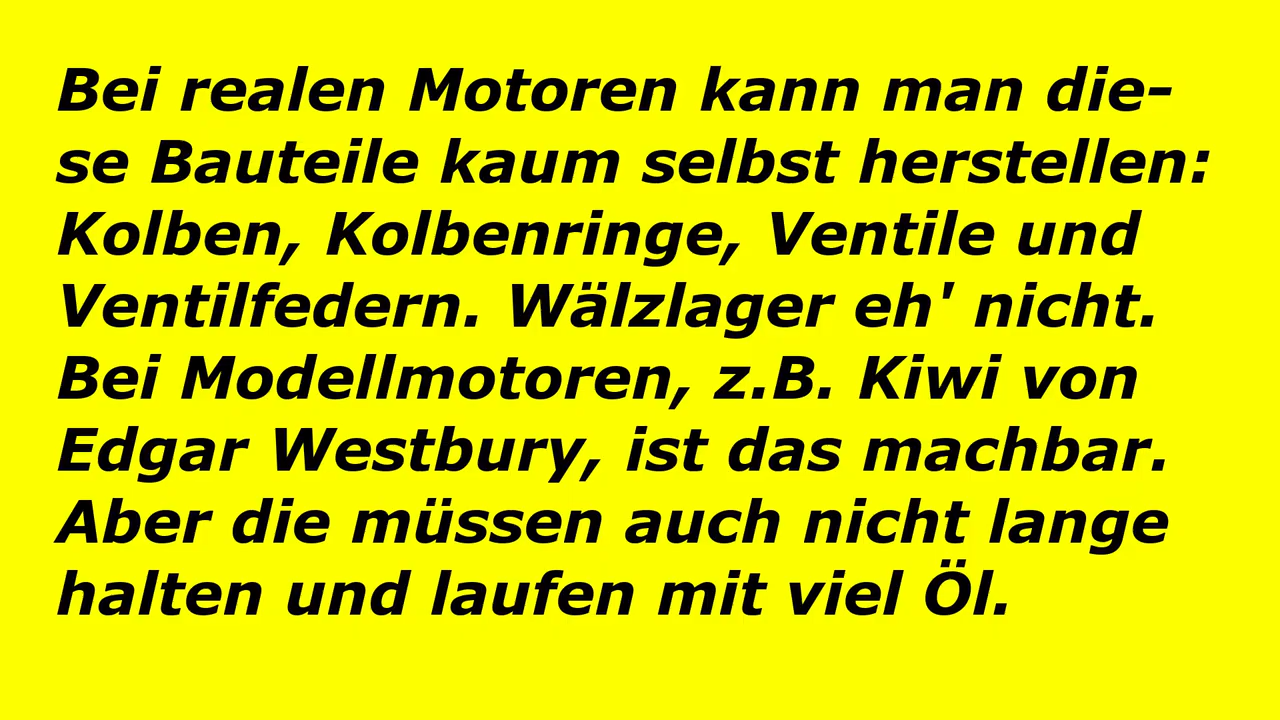 Bei realen Motoren kann man die-
se Bauteile kaum selbst herstellen:
Kolben, Kolbenringe, Ventile und
Ventilfedern. Wälzlager eh' nicht.
Bei Modellmotoren, z.B. Kiwi von
Edgar Westbury, ist das machbar.
Aber die müssen auch nicht lange
halten und laufen mit viel Öl.